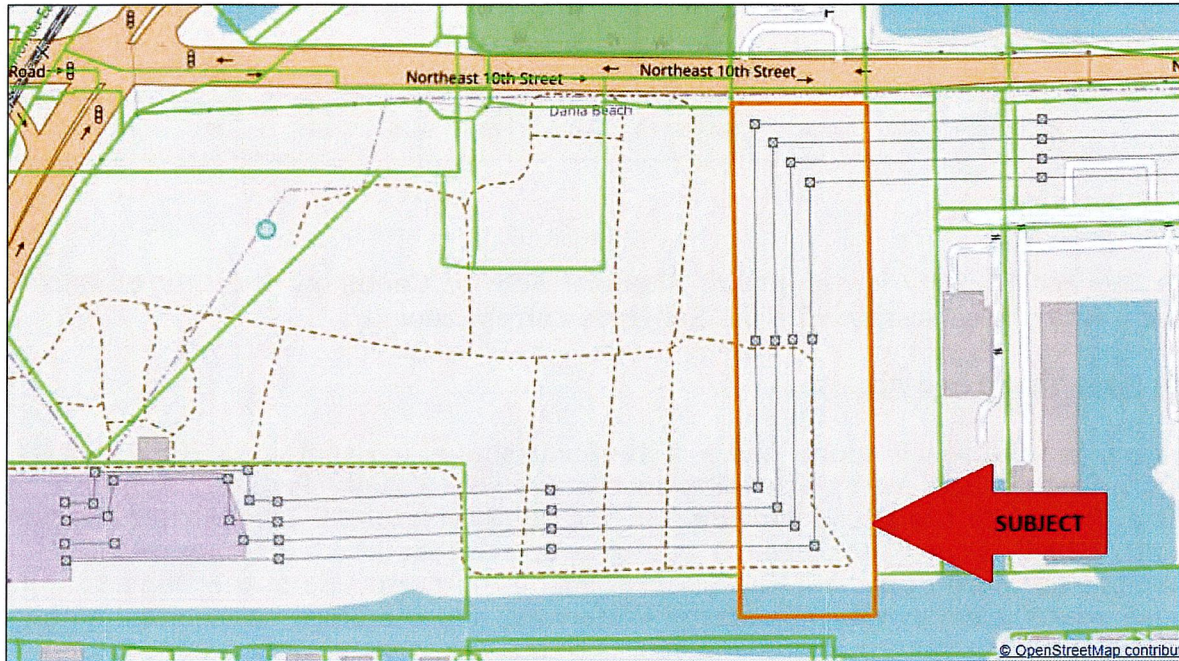 Road
Northeast 10th Street
Northeast 10th Street
N
Dania Beach
SUBJECT
© OpenStreetMap contribu